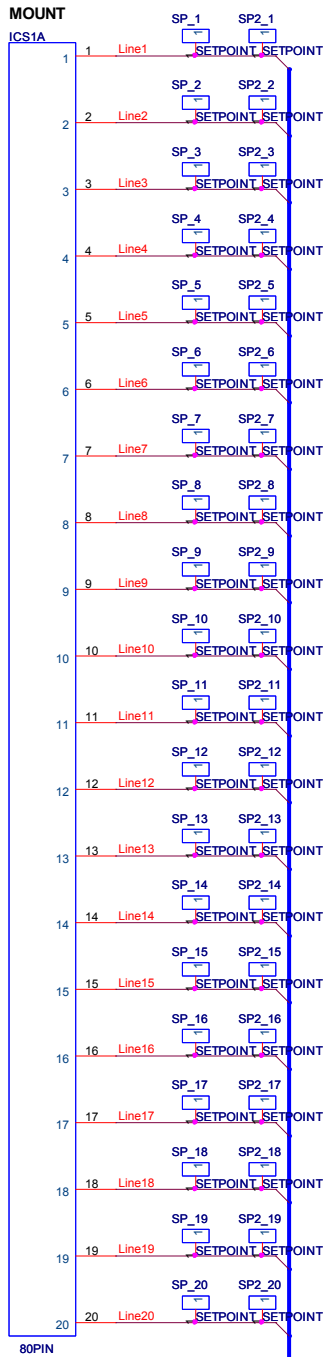 MOUNT
ICS1A
SP_1 SP2_1
1 1 Line1 SETPOINT SETPOINT
SP_2 SP2_2
2 2 Line2 SETPOINT SETPOINT
SP_3 SP2_3
3 3 Line3 SETPOINT SETPOINT
SP_4 SP2_4
4 4 Line4 SETPOINT SETPOINT
SP_5 SP2_5
5 5 Line5 SETPOINT SETPOINT
SP_6 SP2_6
6 6 Line6 SETPOINT SETPOINT
SP_7 SP2_7
7 7 Line7 SETPOINT SETPOINT
SP_8 SP2_8
8 8 Line8 SETPOINT SETPOINT
SP_9 SP2_9
9 9 Line9 SETPOINT SETPOINT
SP_10 SP2_10
10 10 Line10 SETPOINT SETPOINT
SP_11 SP2_11
11 11 Line11 SETPOINT SETPOINT
SP_12 SP2_12
12 12 Line12 SETPOINT SETPOINT
SP_13 SP2_13
13 13 Line13 SETPOINT SETPOINT
SP_14 SP2_14
14 14 Line14 SETPOINT SETPOINT
SP_15 SP2_15
15 15 Line15 SETPOINT SETPOINT
SP_16 SP2_16
16 16 Line16 SETPOINT SETPOINT
SP_17 SP2_17
17 17 Line17 SETPOINT SETPOINT
SP_18 SP2_18
18 18 Line18 SETPOINT SETPOINT
SP_19 SP2_19
19 19 Line19 SETPOINT SETPOINT
SP_20 SP2_20
20 20 Line20 SETPOINT SETPOINT
80PIN